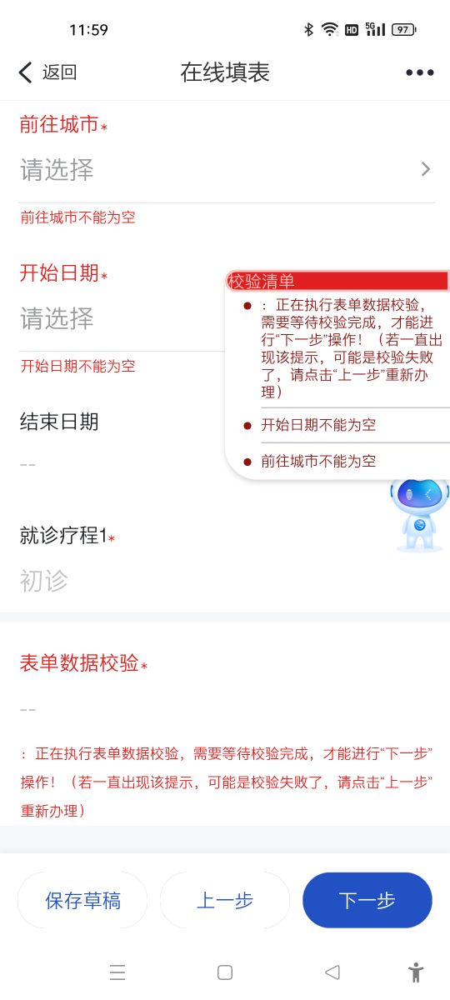 11:59
HD 5G 97
返回
在线填表
前往城市*
请选择
前往城市不能为空
开始日期*
请选择
开始日期不能为空
校验清单
：正在执行表单数据校验，
需要等待校验完成，才能进
行“下一步”操作！（若一直出
现该提示，可能是校验失败
了，请点击“上一步”重新办
理）
开始日期不能为空
前往城市不能为空
结束日期
--
就诊疗程1*
初诊
表单数据校验*
--
：正在执行表单数据校验，需要等待校验完成，才能进行“下一步”
操作！（若一直出现该提示，可能是校验失败了，请点击“上一步”
重新办理）
保存草稿
上一步
下一步